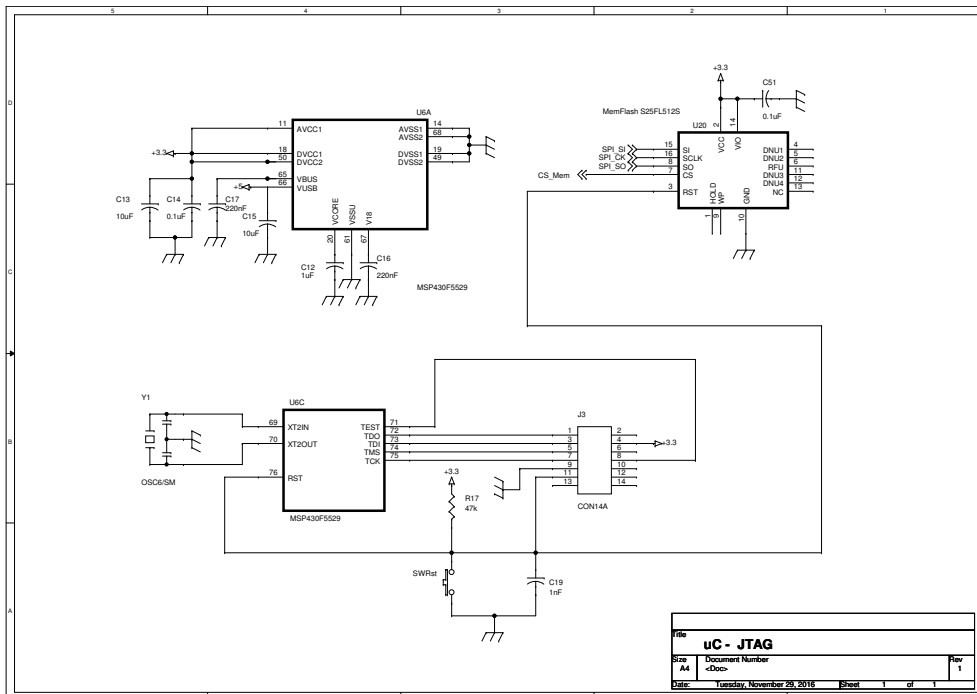 5
4
3
2
1
D
C
B
A
U6A
11
AVCC1
18
DVCC1
50
DVCC2
65
VBUS
66
VUSB
AVSS1
14
AVSS2
68
DVSS1
19
DVSS2
49
VCORE
VSSU
V18
20
61
67
+3.3
+5
C13
10uF
C14
0.1uF
C17
220nF
C15
10uF
C12
1uF
C16
220nF
MSP430F5529
+3.3
C51
0.1uF
MemFlash S25FL512S
U20
2
14
VCC
VIO
SPI_SI
15
SI
SPI_CK
16
SCLK
SPI_SO
8
SO
CS_Mem
7
CS
3
RST
DNU1
4
DNU2
5
RFU
6
DNU3
11
DNU4
12
NC
13
HOLD
WP
GND
1
9
10
Y1
OSC6/SM
U6C
69
XT2IN
70
XT2OUT
76
RST
TEST
71
TDO
72
TDI
73
TMS
74
TCK
75
MSP430F5529
J3
1
2
3
4
5
6
7
8
9
10
11
12
13
14
+3.3
CON14A
+3.3
R17
47k
SWRst
C19
1nF
Title
uC - JTAG
Size
A4
Document Number
<Doc>
Rev
1
Date:
Tuesday, November 29, 2016
Sheet
1
of
1
5
4
3
2
1